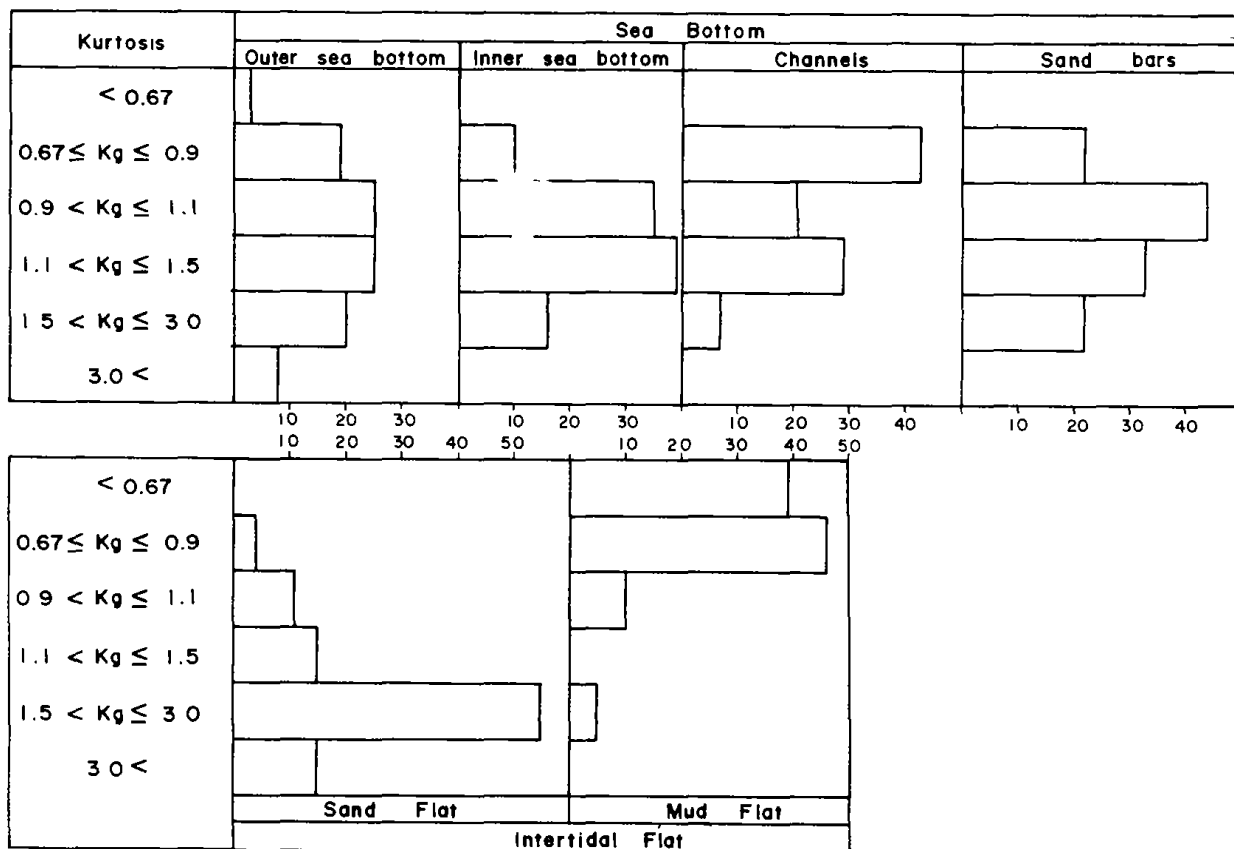 Kurtosis
Sea Bottom
Outer sea bottom Inner sea bottom Channels Sand bars
< 0.67
0.67≤ Kg ≤ 0.9
0.9 < Kg ≤ 1.1
1.1 < Kg ≤ 1.5
1 5 < Kg ≤ 3 0
3.0 <
10 20 30 10 20 30 10 20 30 40 10 20 30 40
10 20 30 40 50 10 20 30 40 50
< 0.67
0.67≤ Kg ≤ 0.9
0 9 < Kg ≤ 1.1
1.1 < Kg ≤ 1.5
1.5 < Kg ≤ 3 0
3 0 <
Sand Flat Mud Flat
Intertidal Flat